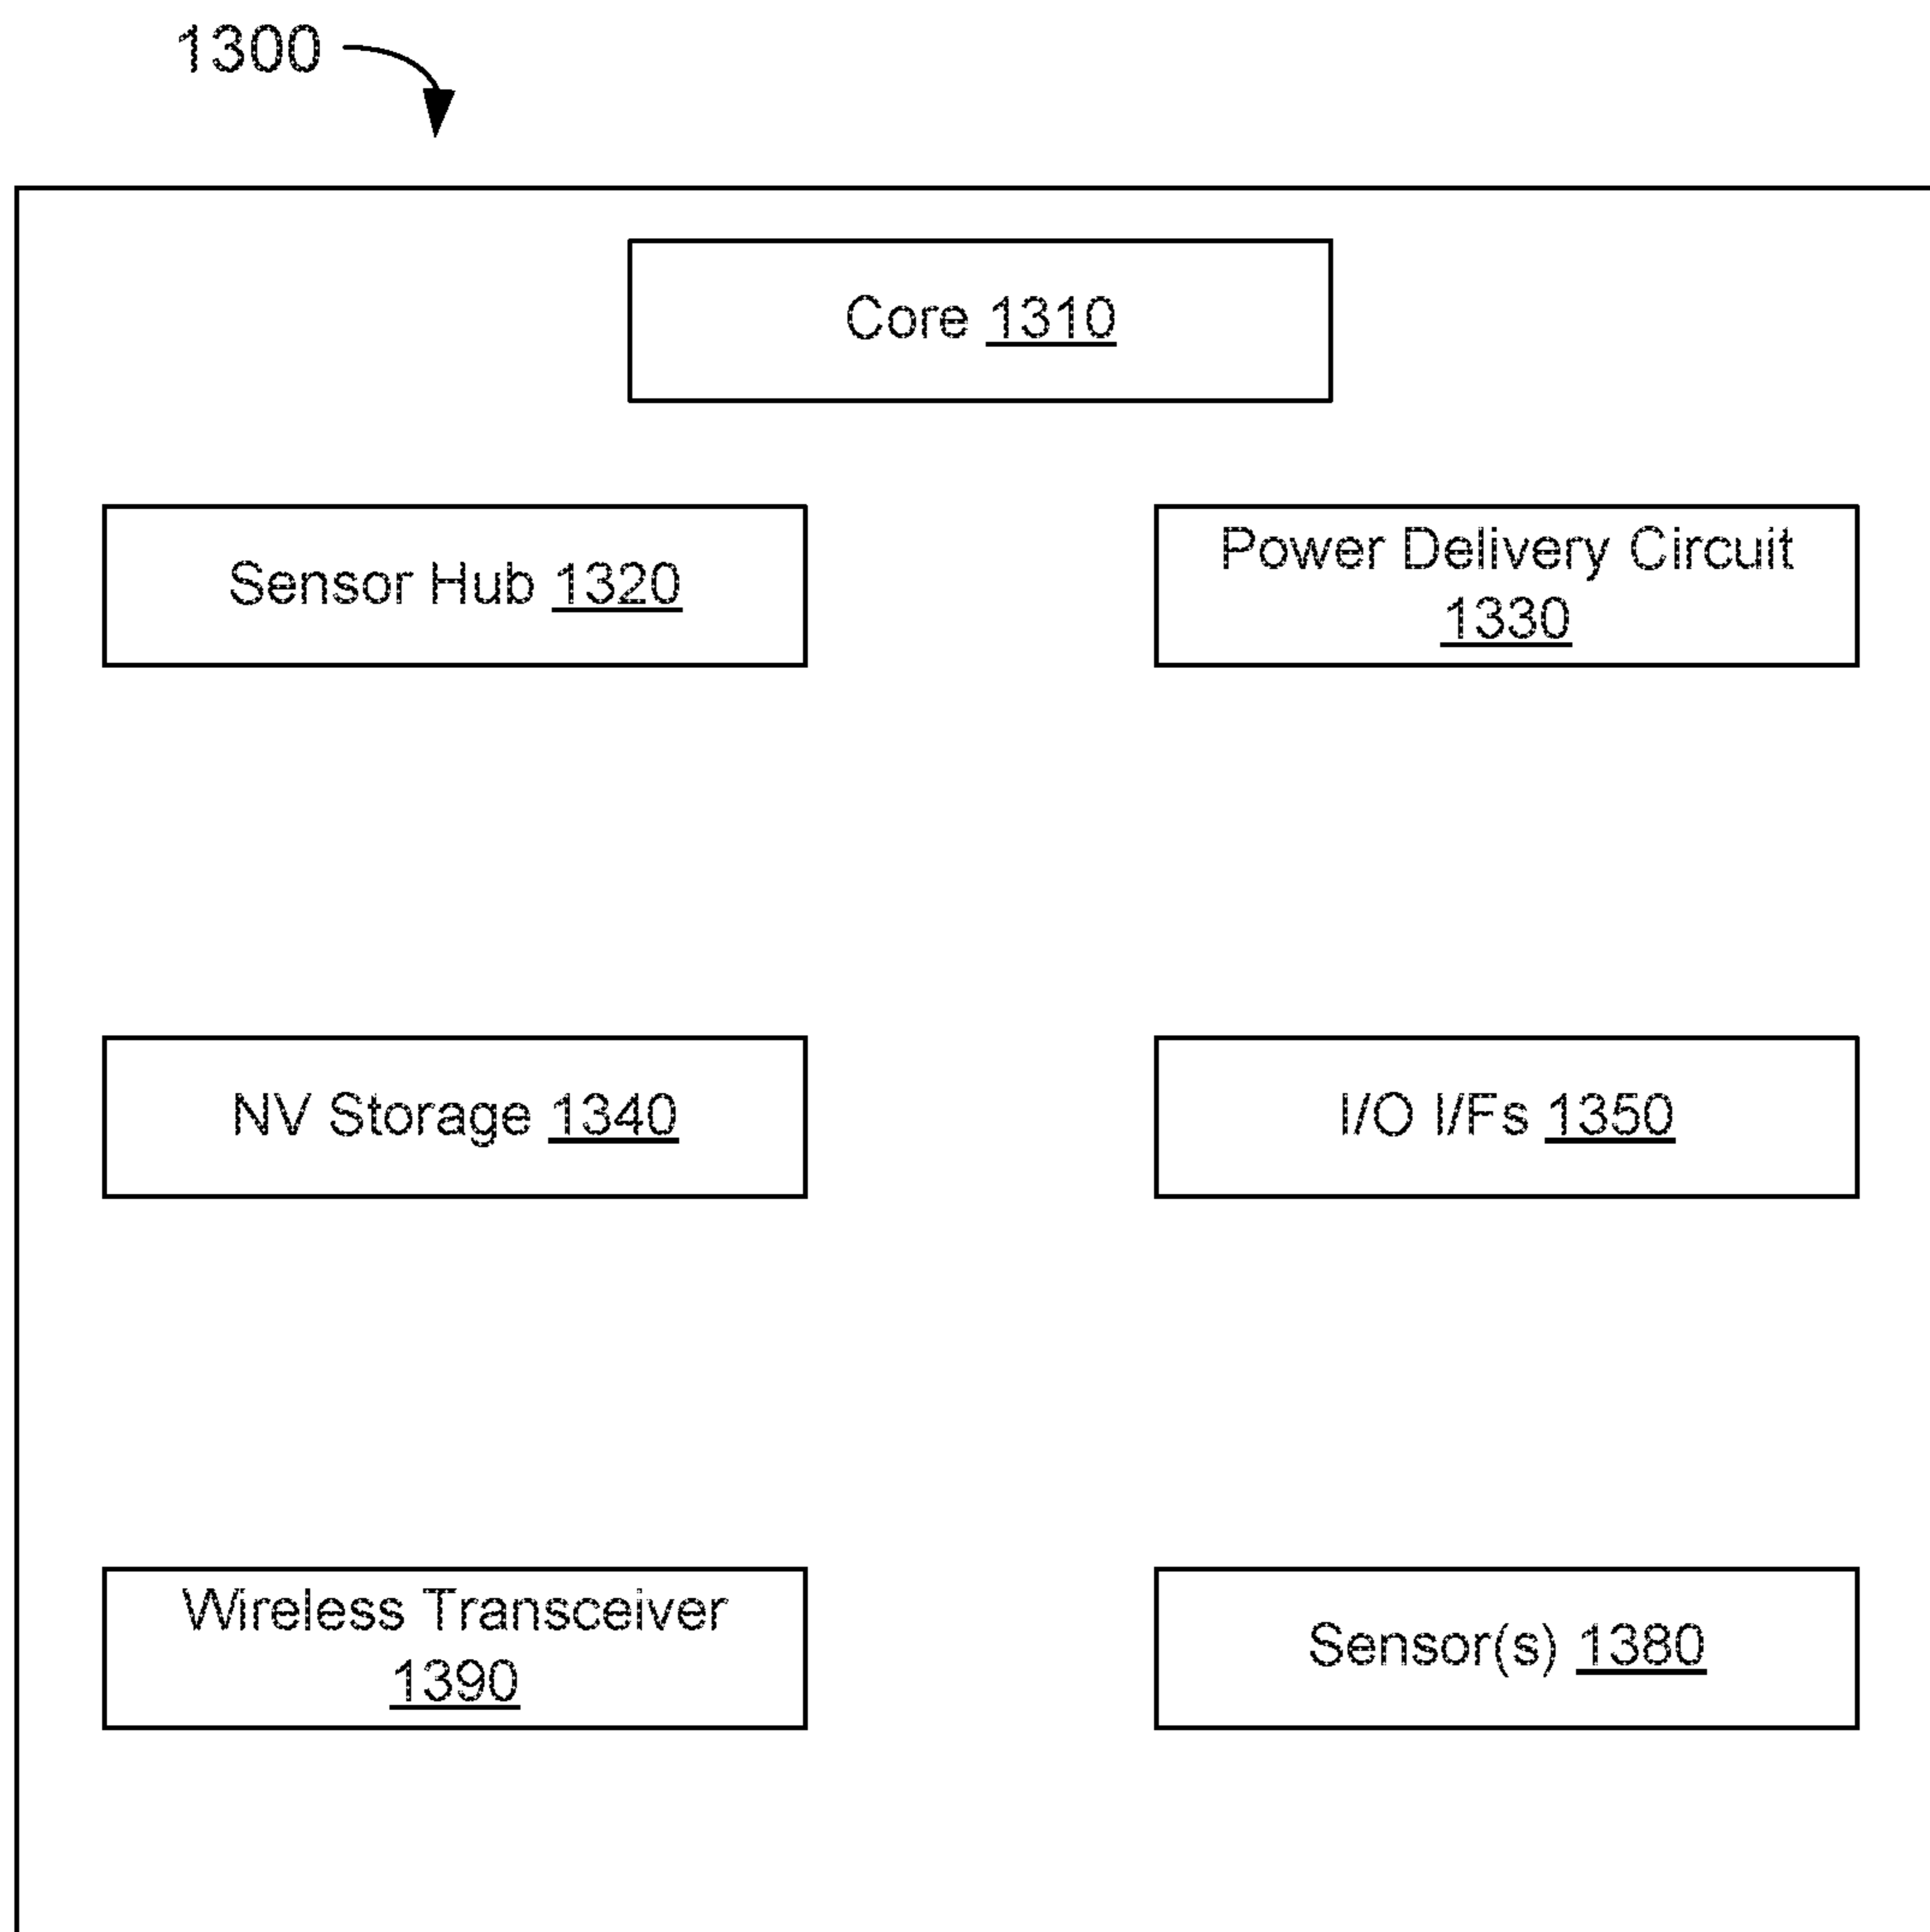 1300
Core 1310
Sensor Hub 1320
Power Delivery Circuit
1330
NV Storage 1340
I/O I/Fs 1350
Wireless Transceiver
1390
Sensor(s) 1380